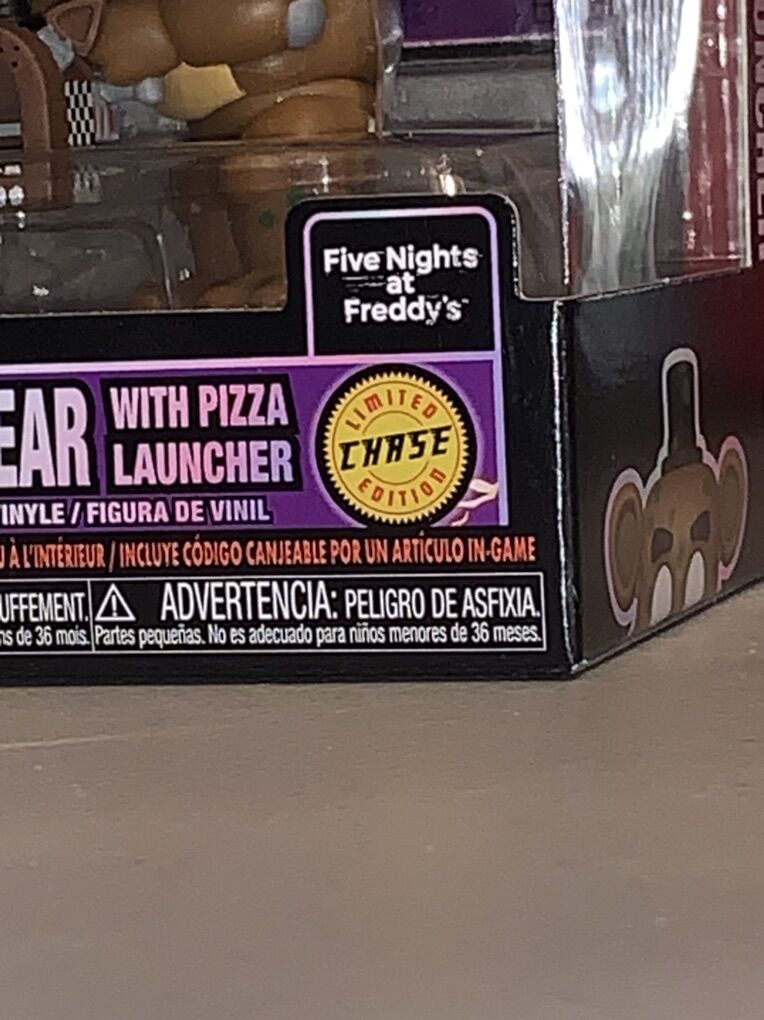 Five Nights
at
Freddy's
EAR WITH PIZZA
LAUNCHER
LIMITED
CHASE
EDITION
INYLE / FIGURA DE VINIL
À L'INTÉRIEUR / INCLUYE CÓDIGO CANJEABLE POR UN ARTÍCULO IN-GAME
UFFEMENT. ADVERTENCIA: PELIGRO DE ASFIXIA.
ns de 36 mois. Partes pequeñas. No es adecuado para niños menores de 36 meses.
UNCHER